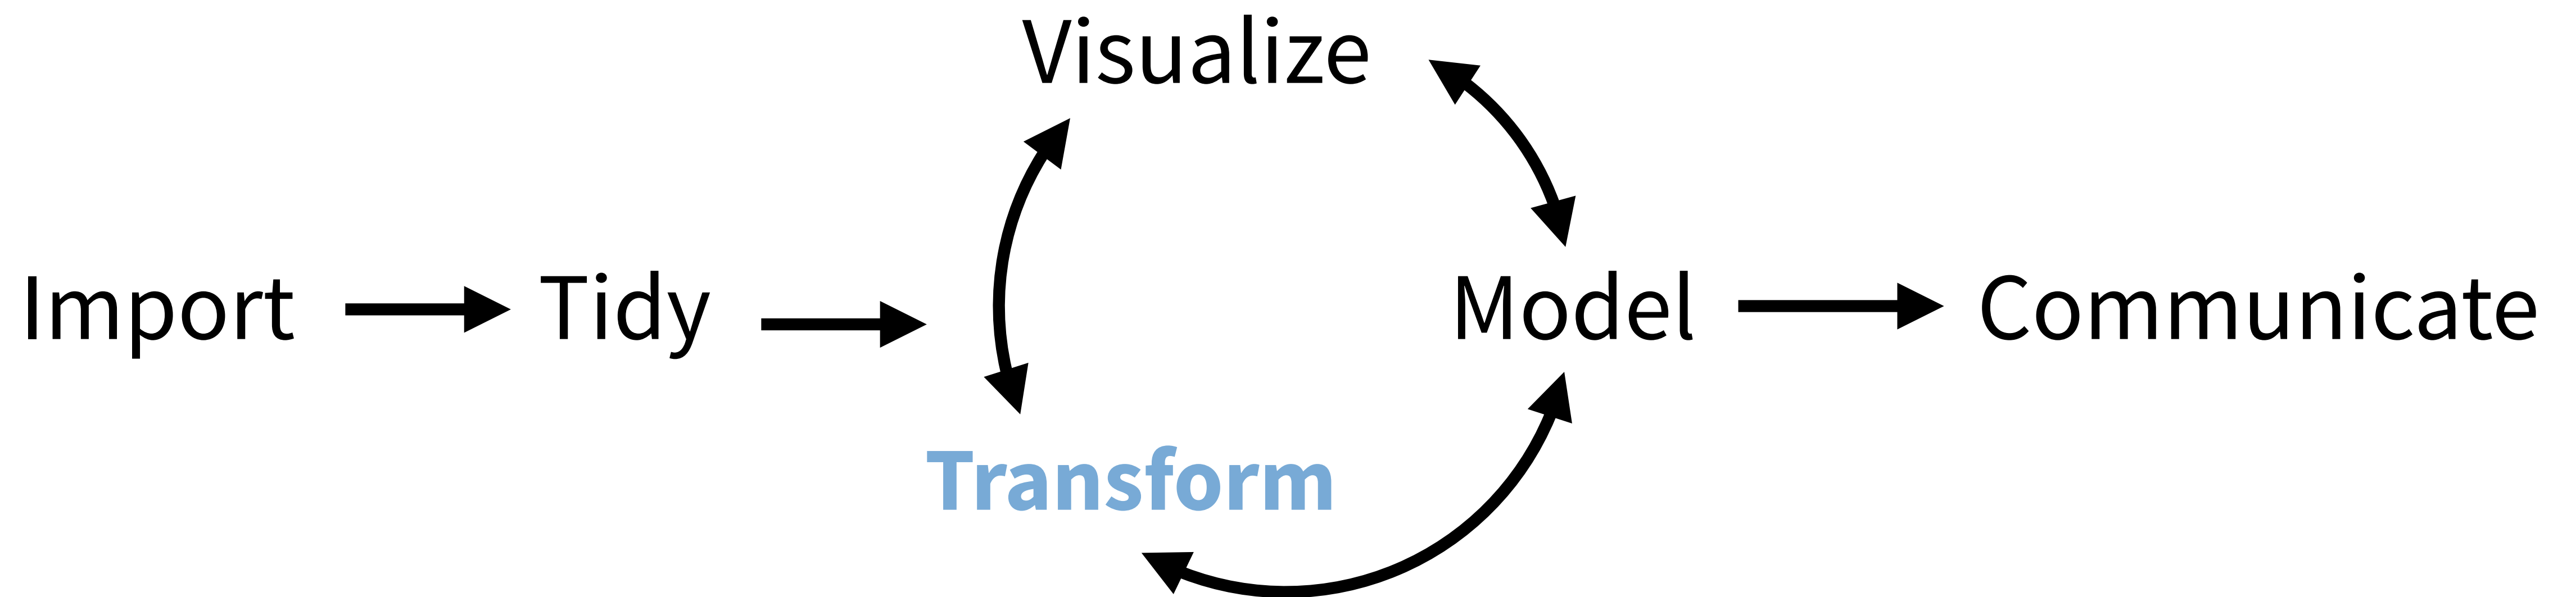 Visualize
Import
Tidy
Model
Communicate
Transform